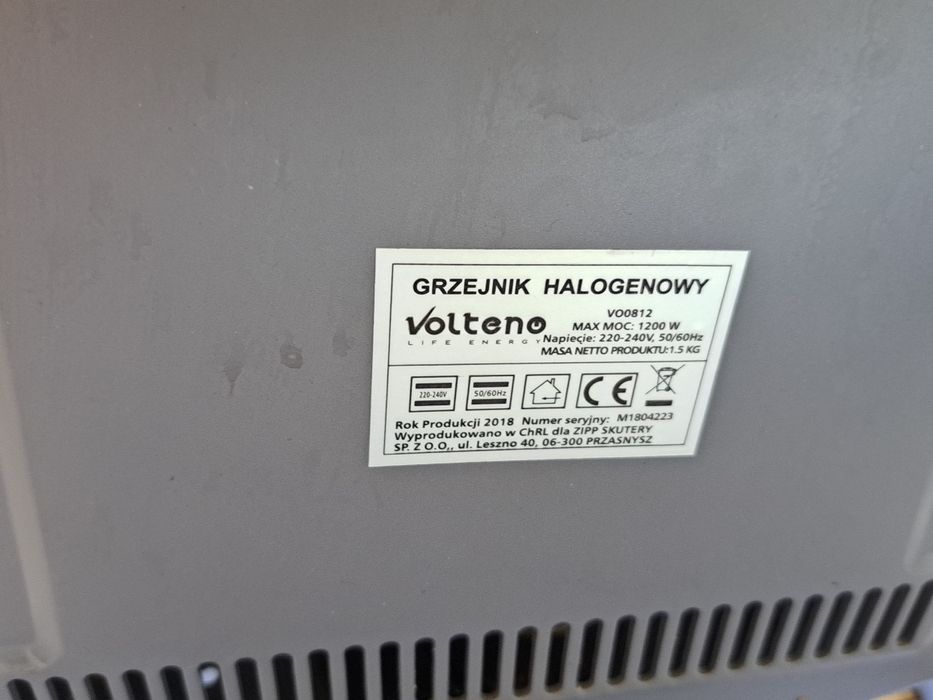 GRZEJNIK HALOGENOWY
Volteno
LIFE ENERGY
VO0812
MAX MOC: 1200 W
Napięcie: 220-240V, 50/60Hz
MASA NETTO PRODUKTU:1.5 KG
220-240V
50/60Hz
CE
Rok Produkcji 2018 Numer seryjny: M1804223
Wyprodukowano w ChRL dla ZIPP SKUTERY
SP. Z O.O., ul. Leszno 40, 06-300 PRZASNYSZ